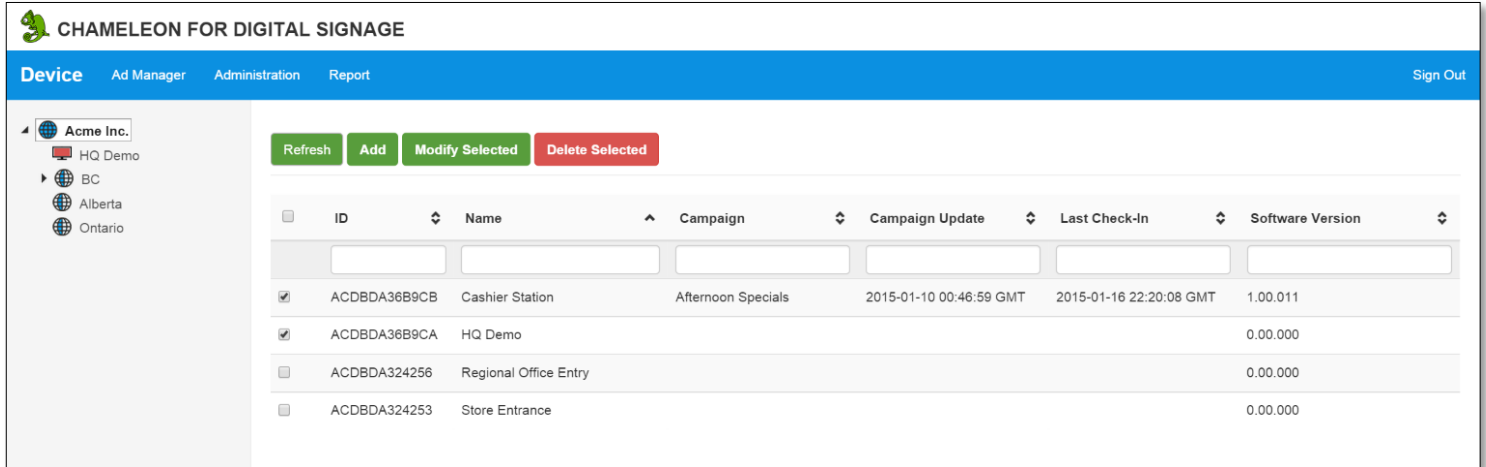 CHAMELEON FOR DIGITAL SIGNAGE
Device Ad Manager Administration Report Sign Out
Acme Inc.
HQ Demo
BC
Alberta
Ontario
Refresh Add Modify Selected Delete Selected
ID Name Campaign Campaign Update Last Check-In Software Version
ACDBDA36B9CB Cashier Station Afternoon Specials 2015-01-10 00:46:59 GMT 2015-01-16 22:20:08 GMT 1.00.011
ACDBDA36B9CA HQ Demo 0.00.000
ACDBDA324256 Regional Office Entry 0.00.000
ACDBDA324253 Store Entrance 0.00.000